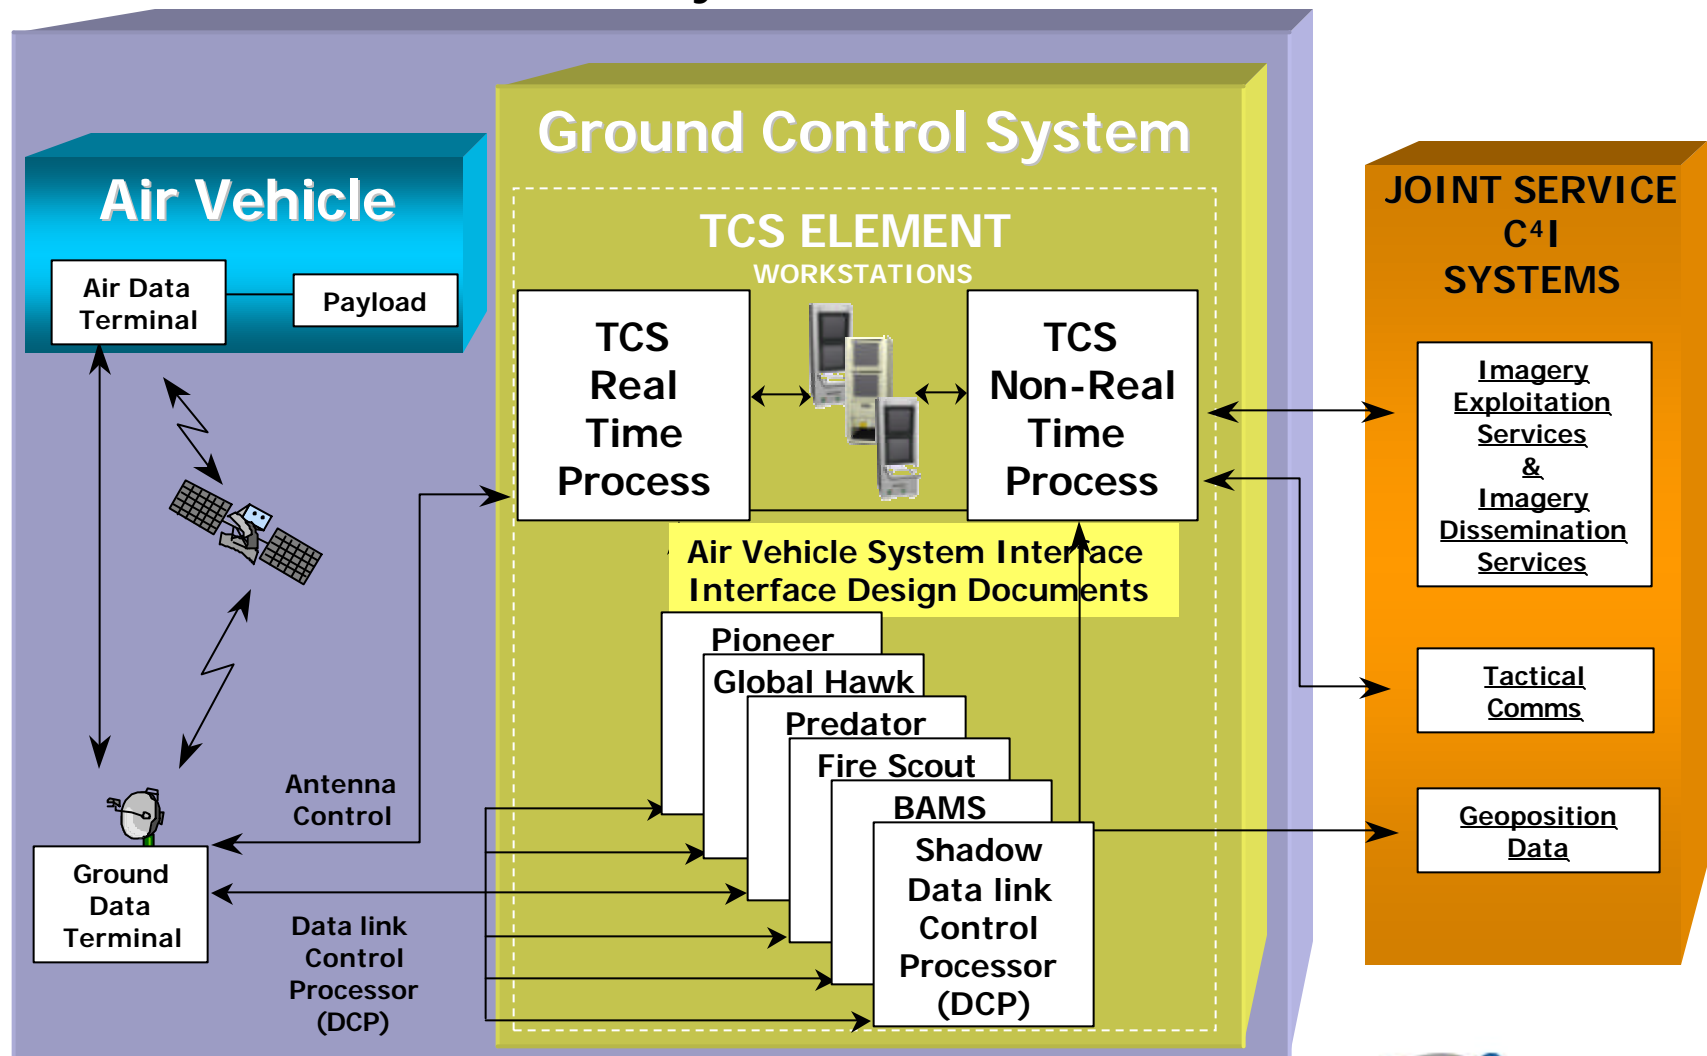 Ground Control System
Air Vehicle
Air Data
Terminal
Payload
TCS ELEMENT
WORKSTATIONS
TCS
Real
Time
Process
TCS
Non-Real
Time
Process
Air Vehicle System Interface
Interface Design Documents
Pioneer
Global Hawk
Predator
Fire Scout
BAMS
Shadow
Data link
Control
Processor
(DCP)
Antenna
Control
Ground
Data
Terminal
Data link
Control
Processor
(DCP)
JOINT SERVICE
C⁴I
SYSTEMS
Imagery
Exploitation
Services
&
Imagery
Dissemination
Services
Tactical
Comms
Geoposition
Data